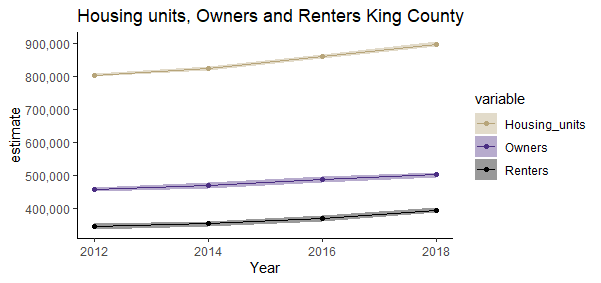 Housing units, Owners and Renters King County
900,000
800,000
700,000
600,000
500,000
400,000
estimate
2012
2014
2016
2018
Year
variable
Housing_units
Owners
Renters